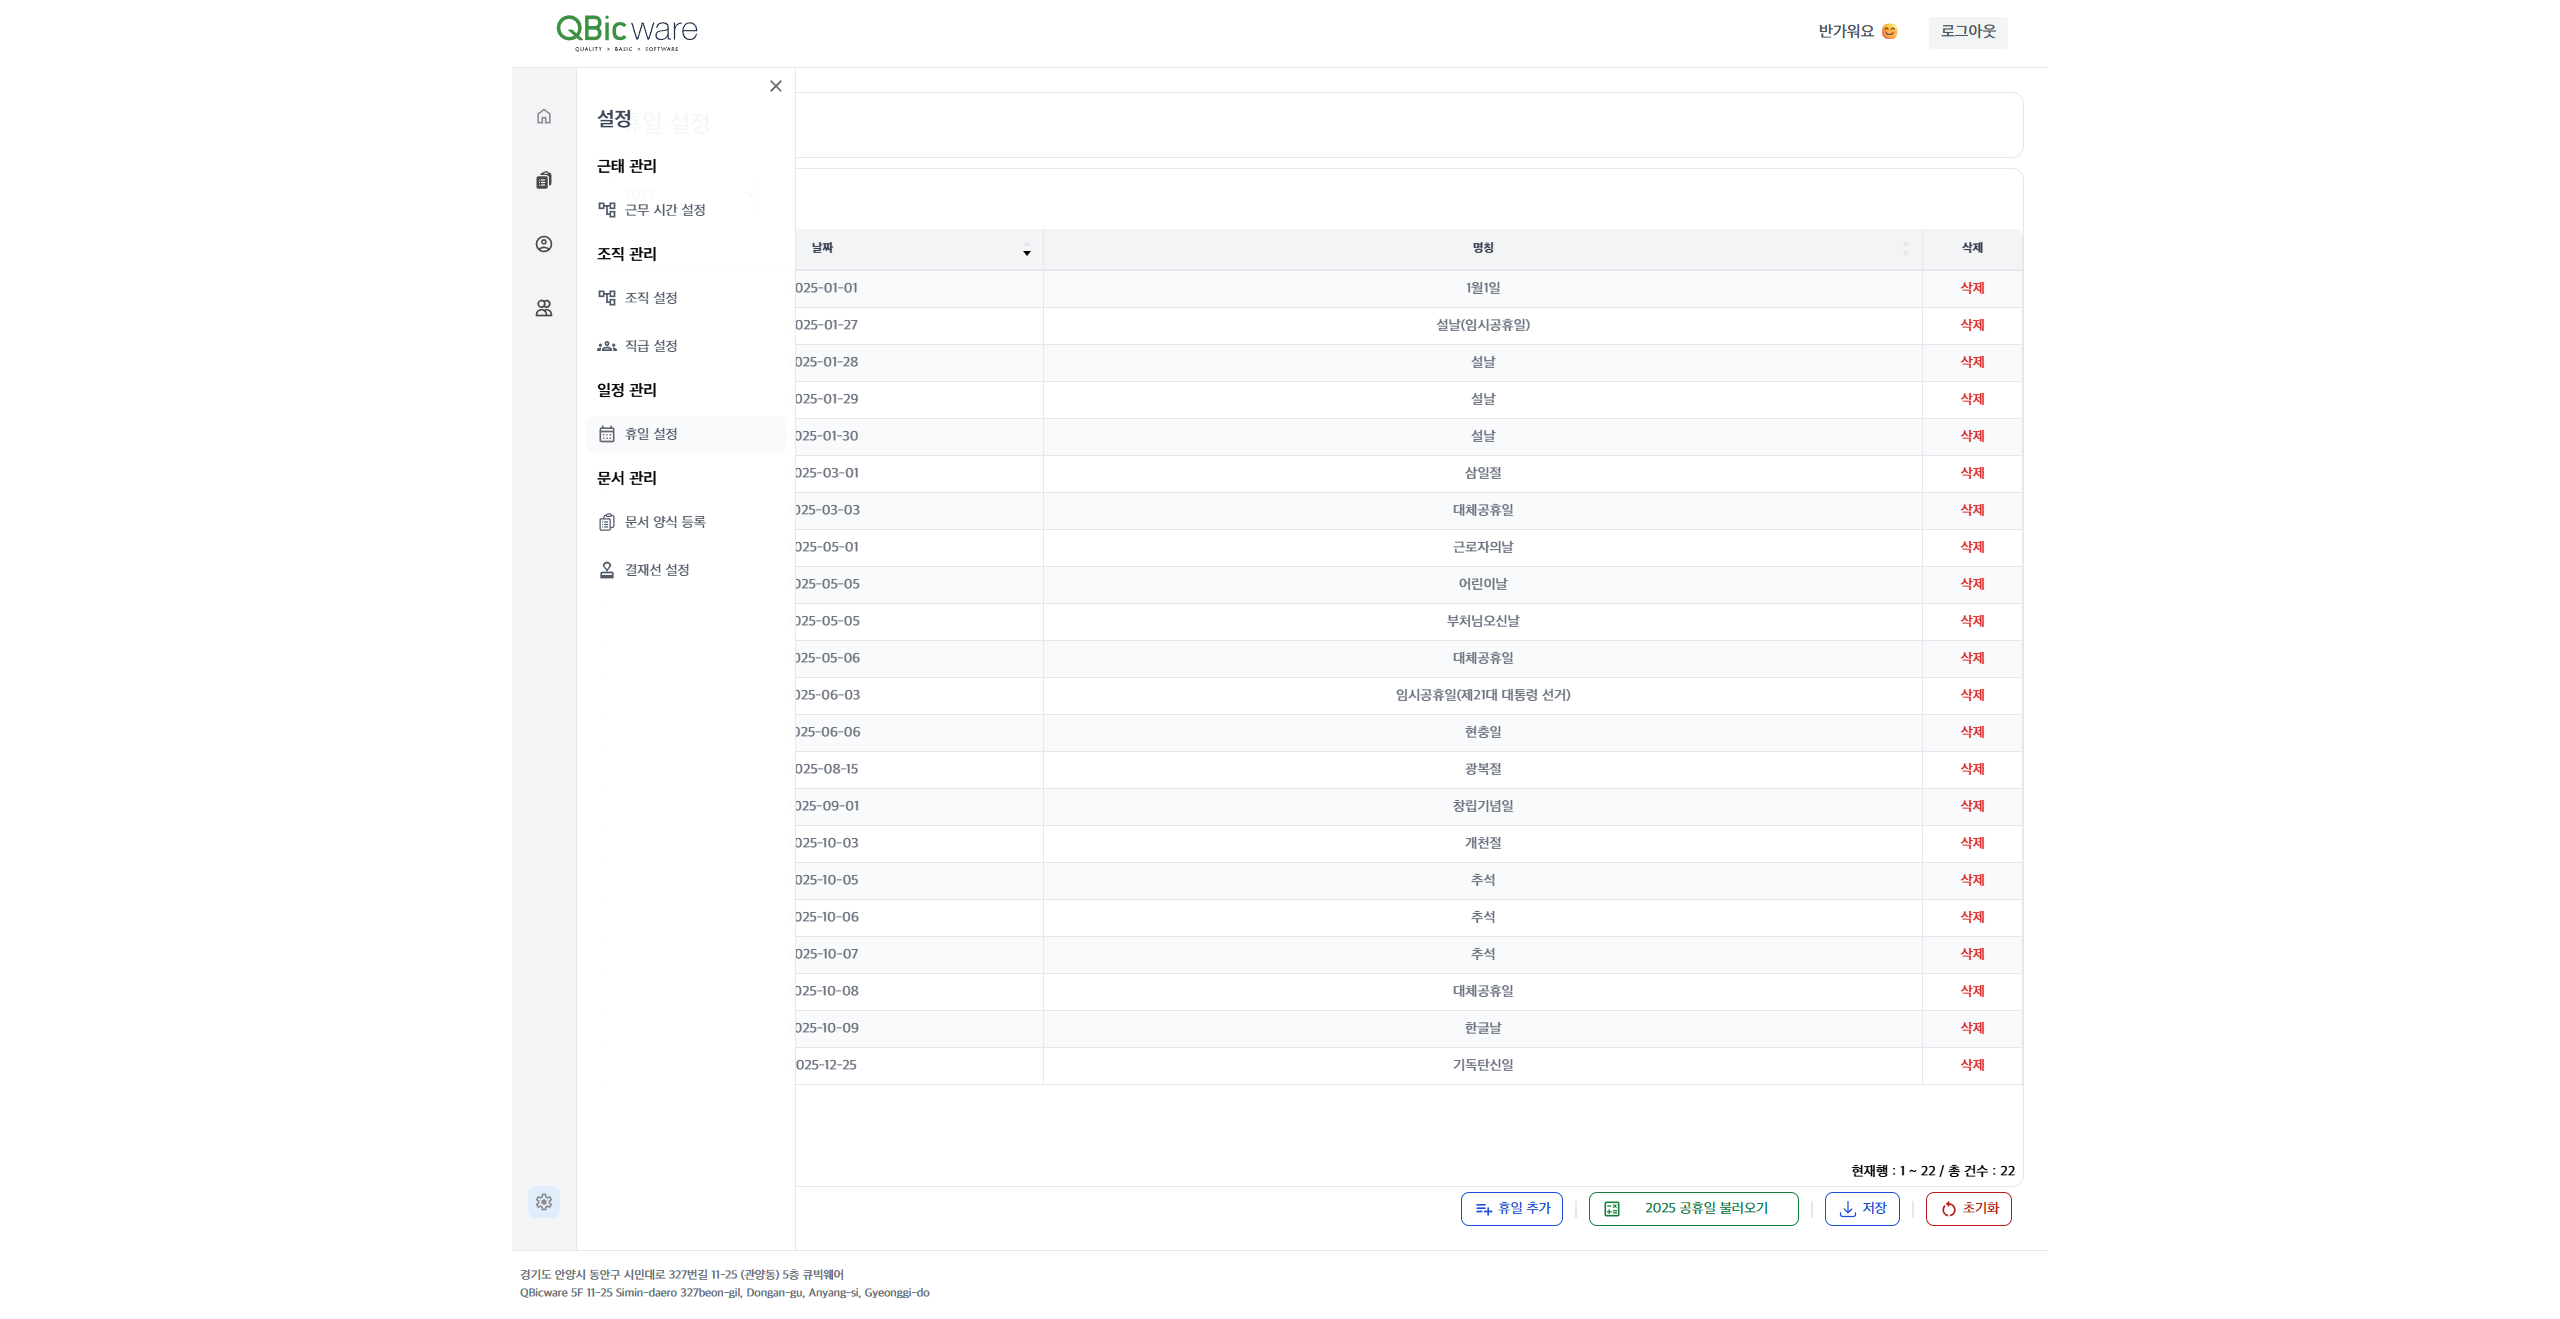 QBic ware
QUALITY × BASIC × SOFTWARE
반가워요 😊
로그아웃
설정
휴일 설정
근태 관리
2025
근무 시간 설정
조직 관리
조직 설정
직급 설정
일정 관리
휴일 설정
문서 관리
문서 양식 등록
결재선 설정
날짜 명칭 삭제
025-01-01 1월1일 삭제
025-01-27 설날(임시공휴일) 삭제
025-01-28 설날 삭제
025-01-29 설날 삭제
025-01-30 설날 삭제
025-03-01 삼일절 삭제
025-03-03 대체공휴일 삭제
025-05-01 근로자의날 삭제
025-05-05 어린이날 삭제
025-05-05 부처님오신날 삭제
025-05-06 대체공휴일 삭제
025-06-03 임시공휴일(제21대 대통령 선거) 삭제
025-06-06 현충일 삭제
025-08-15 광복절 삭제
025-09-01 창립기념일 삭제
025-10-03 개천절 삭제
025-10-05 추석 삭제
025-10-06 추석 삭제
025-10-07 추석 삭제
025-10-08 대체공휴일 삭제
025-10-09 한글날 삭제
025-12-25 기독탄신일 삭제
현재행 : 1 ~ 22 / 총 건수 : 22
휴일 추가
2025 공휴일 불러오기
저장
초기화
경기도 안양시 동안구 시민대로 327번길 11-25 (관양동) 5층 큐빅웨어
QBicware 5F 11-25 Simin-daero 327beon-gil, Dongan-gu, Anyang-si, Gyeonggi-do